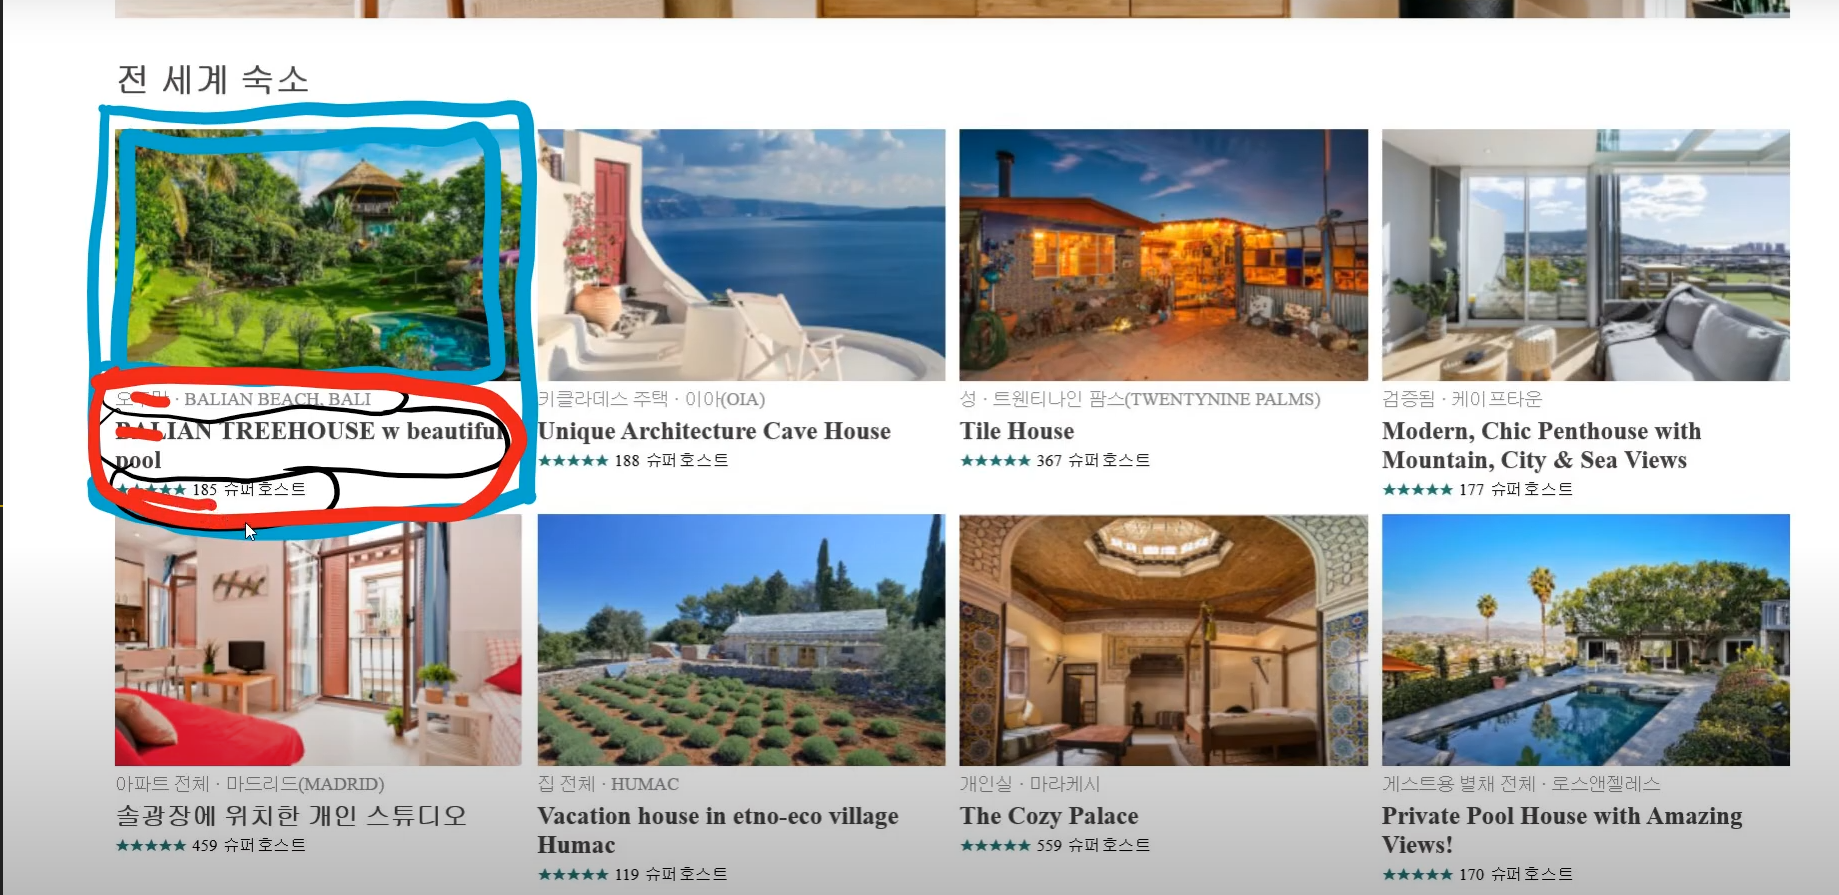 전 세계 숙소
· BALIAN BEACH, BALI
BALIAN TREEHOUSE w beautiful
pool
★★★★★ 185 슈퍼호스트
키클라데스 주택 · 이아(OIA)
Unique Architecture Cave House
★★★★★ 188 슈퍼호스트
성 · 트웬티나인 팜스(TWENTYNINE PALMS)
Tile House
★★★★★ 367 슈퍼호스트
검증됨 · 케이프타운
Modern, Chic Penthouse with
Mountain, City & Sea Views
★★★★★ 177 슈퍼호스트
아파트 전체 · 마드리드(MADRID)
솔광장에 위치한 개인 스튜디오
★★★★★ 459 슈퍼호스트
집 전체 · HUMAC
Vacation house in etno-eco village
Humac
★★★★★ 119 슈퍼호스트
개인실 · 마라케시
The Cozy Palace
★★★★★ 559 슈퍼호스트
게스트용 별채 전체 · 로스앤젤레스
Private Pool House with Amazing
Views!
★★★★★ 170 슈퍼호스트